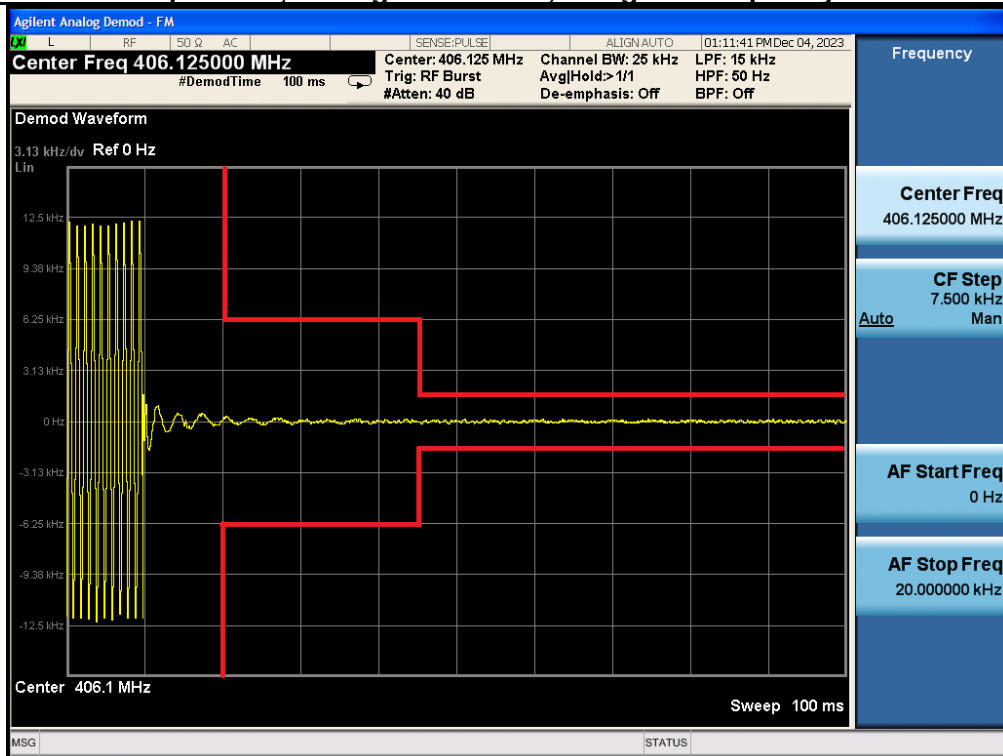 Agilent Analog Demod - FM
LXI L RF 50 Ω AC SENSE:PULSE ALIGN AUTO 01:11:41 PM Dec 04, 2023
Center Freq 406.125000 MHz
#DemodTime 100 ms
Center: 406.125 MHz Channel BW: 25 kHz LPF: 15 kHz
Trig: RF Burst Avg|Hold:>1/1 HPF: 50 Hz
#Atten: 40 dB De-emphasis: Off BPF: Off
Demod Waveform
3.13 kHz/dv Ref 0 Hz
Lin
12.5 kHz
9.38 kHz
6.25 kHz
3.13 kHz
0 Hz
-3.13 kHz
-6.25 kHz
-9.38 kHz
-12.5 kHz
Center 406.1 MHz
Sweep 100 ms
Frequency
Center Freq
406.125000 MHz
CF Step
7.500 kHz
Auto Man
AF Start Freq
0 Hz
AF Stop Freq
20.000000 kHz
MSG STATUS